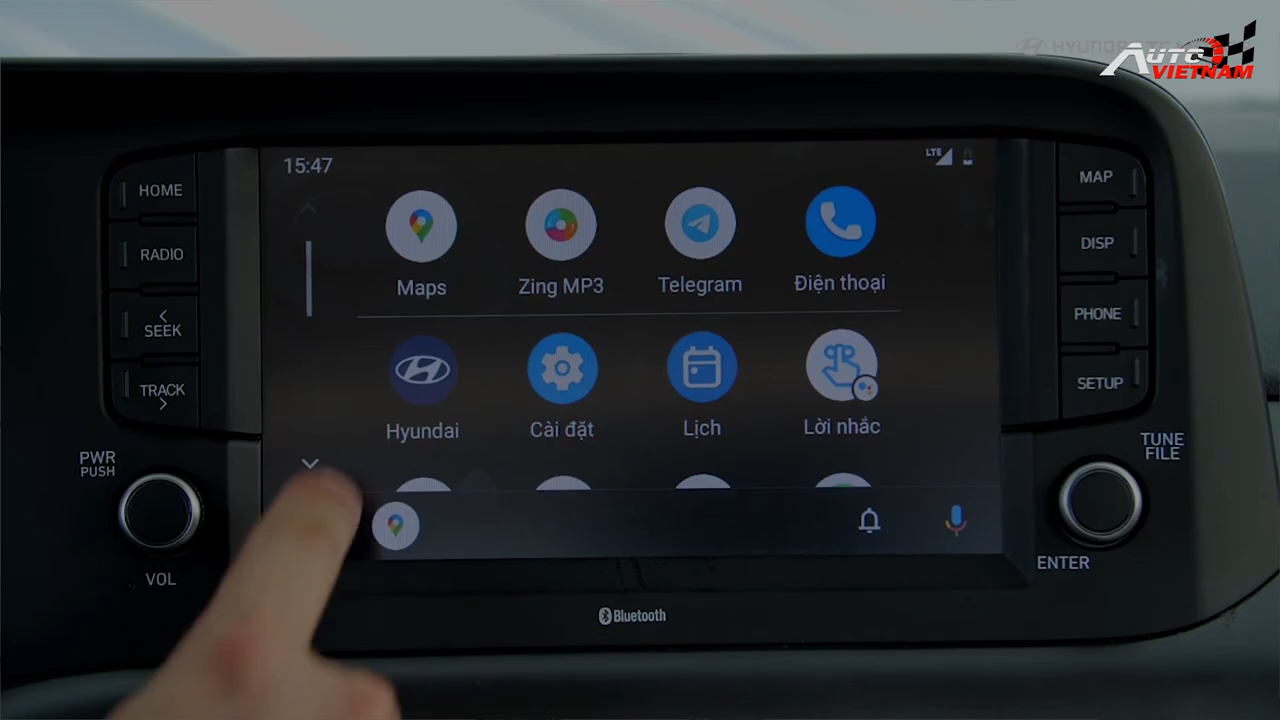 HYUNDAI
AUTO
VIETNAM
15:47
LTE
HOME
RADIO
SEEK
TRACK
PWR
PUSH
VOL
Maps
Zing MP3
Telegram
Điện thoại
Hyundai
Cài đặt
Lịch
Lời nhắc
MAP
DISP
PHONE
SETUP
TUNE
FILE
ENTER
Bluetooth